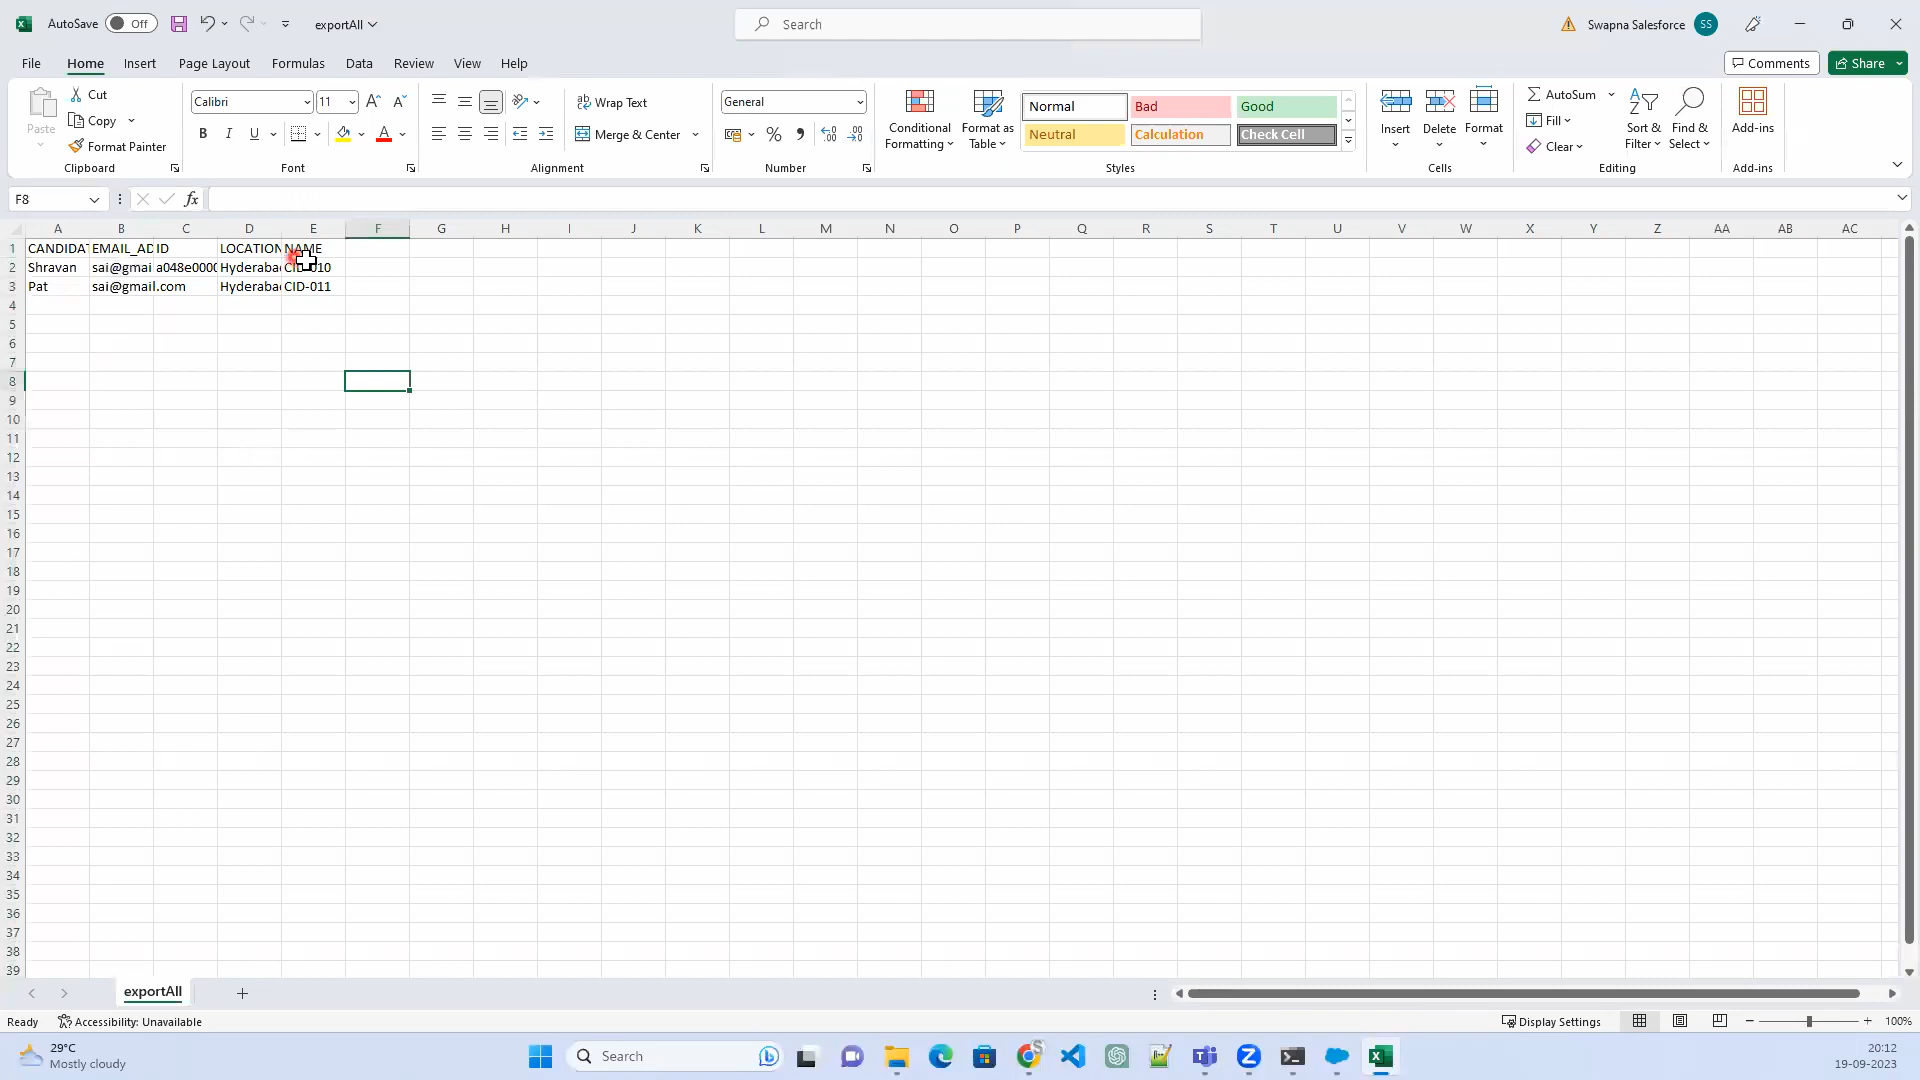 AutoSave Off exportAll Search Swapna Salesforce SS
File Home Insert Page Layout Formulas Data Review View Help Comments Share
Paste Cut Copy Format Painter Clipboard
Calibri 11 B I U A Font
Wrap Text Merge & Center Alignment
General % Number
Conditional Formatting Format as Table Normal Bad Good Neutral Calculation Check Cell Styles
Insert Delete Format Cells
AutoSum Fill Clear Sort & Filter Find & Select Editing
Add-ins Add-ins
F8 fx
A B C D E F G H I J K L M N O P Q R S T U V W X Y Z AA AB AC
1 CANDIDAT EMAIL_AD ID LOCATION NAME
2 Shravan sai@gmai a048e0000 Hyderaba
3 Pat sai@gmail.com Hyderaba CID-011
4
5
6
7
8
9
10
11
12
13
14
15
16
17
18
19
20
21
22
23
24
25
26
27
28
29
30
31
32
33
34
35
36
37
38
39
exportAll
Ready Accessibility: Unavailable Display Settings 100%
29°C Search 20:12
Mostly cloudy 19-09-2023